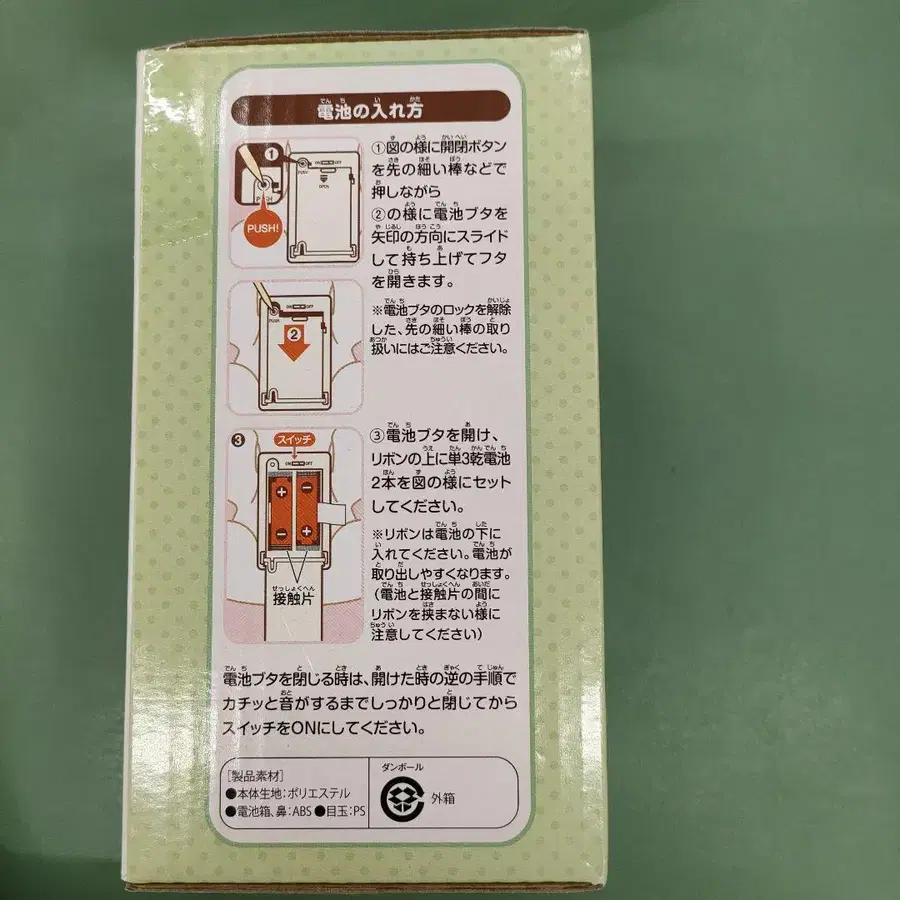 電池の入れ方
①図の様に開閉ボタン
を先の細い棒などで
押しながら
②の様に電池ブタを
矢印の方向にスライド
して持ち上げてフタ
を開きます。
※電池ブタのロックを解除
した、先の細い棒の取り
扱いにはご注意ください。
① ON OFF
PUSH
OPEN
PUSH!
ON OFF
PUSH
②
③ スイッチ
ON OFF
接触片
③電池ブタを開け、
リボンの上に単3乾電池
2本を図の様にセット
してください。
※リボンは電池の下に
入れてください。電池が
取り出しやすくなります。
(電池と接触片の間に
リボンを挟まない様に
注意してください)
電池ブタを閉じる時は、開けた時の逆の手順で
カチッと音がするまでしっかりと閉じてから
スイッチをONにしてください。
[製品素材]
●本体生地:ポリエステル
●電池箱、鼻:ABS ●目玉:PS
ダンボール
外箱